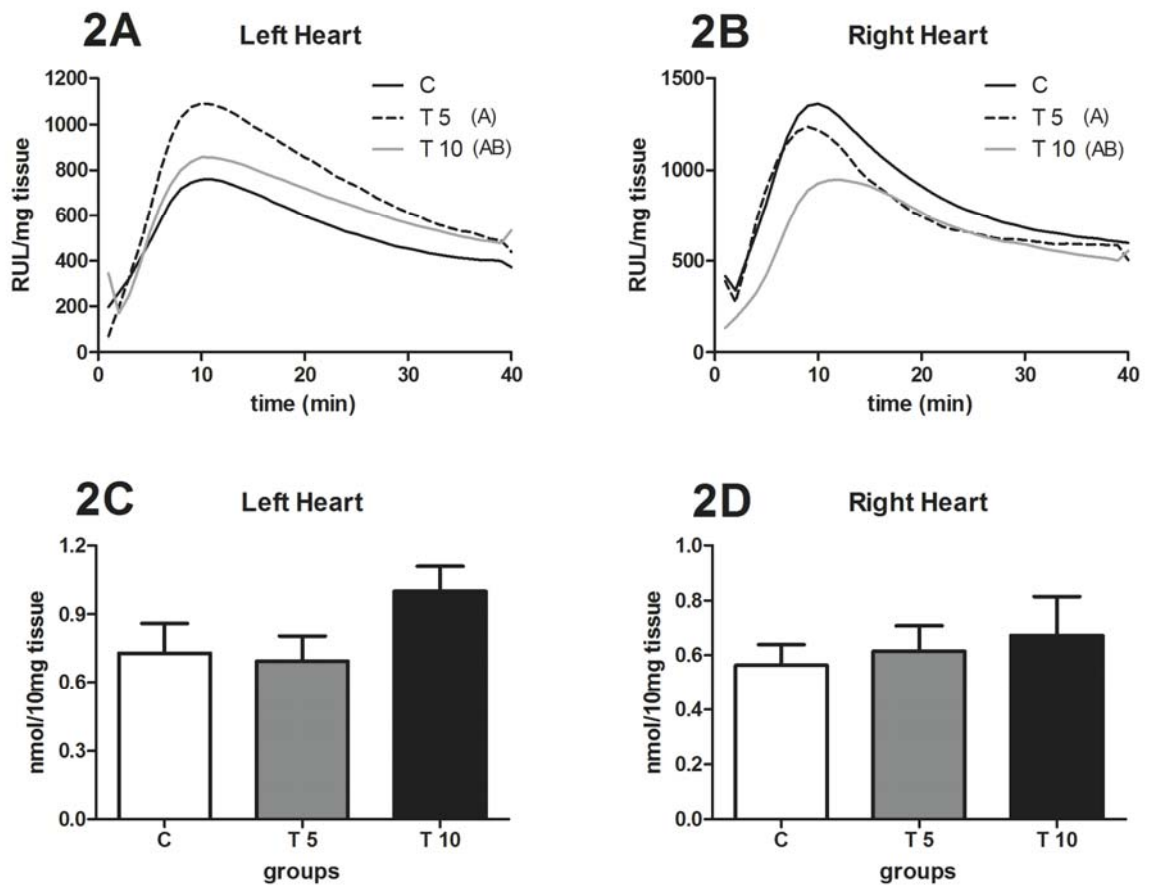 2A Left Heart
1200
1000
800
600
400
200
0
RUL/mg tissue
C
T 5 (A)
T 10 (AB)
0 10 20 30 40
time (min)
2B Right Heart
1500
1000
500
0
RUL/mg tissue
C
T 5 (A)
T 10 (AB)
0 10 20 30 40
time (min)
2C Left Heart
1.2
0.9
0.6
0.3
0.0
nmol/10mg tissue
C T 5 T 10
groups
2D Right Heart
1.0
0.8
0.6
0.4
0.2
0.0
nmol/10mg tissue
C T 5 T 10
groups